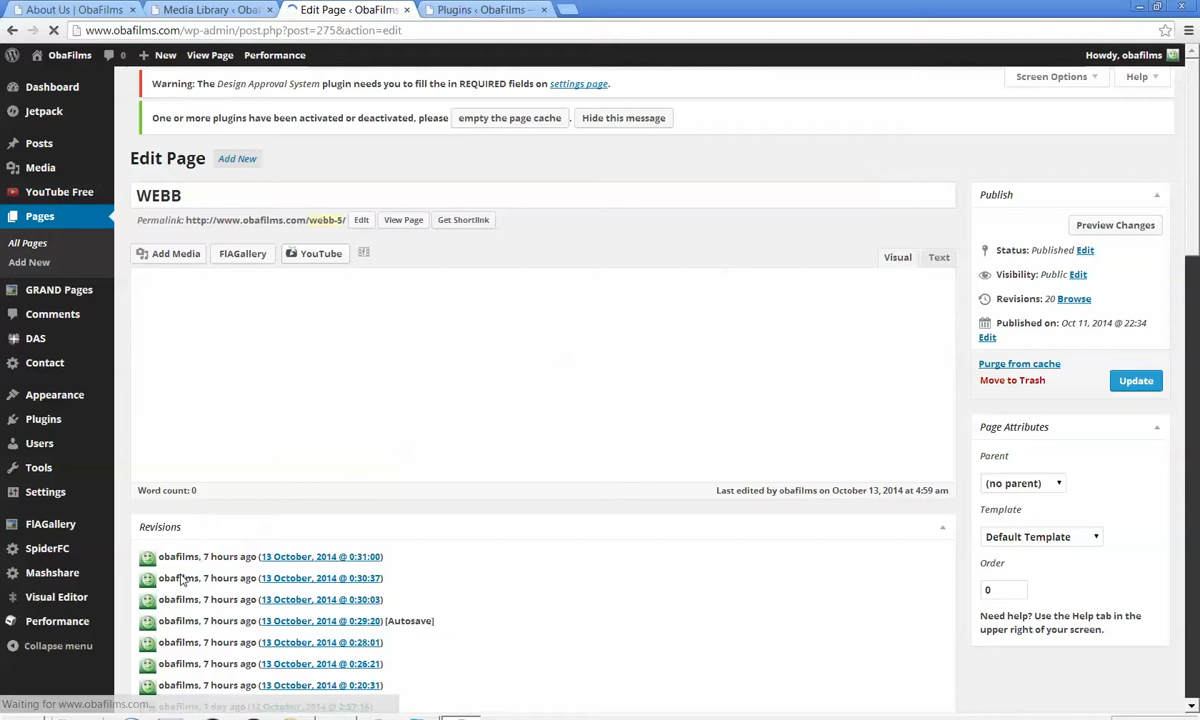 About Us | ObaFilms
Media Library ‹ ObaFilms
Edit Page ‹ ObaFilms
Plugins ‹ ObaFilms —
www.obafilms.com/wp-admin/post.php?post=275&action=edit
ObaFilms
0
New
View Page
Performance
Howdy, obafilms
Dashboard
Jetpack
Posts
Media
YouTube Free
Pages
All Pages
Add New
GRAND Pages
Comments
DAS
Contact
Appearance
Plugins
Users
Tools
Settings
FlAGallery
SpiderFC
Mashshare
Visual Editor
Performance
Collapse menu
Warning: The Design Approval System plugin needs you to fill the in REQUIRED fields on settings page.
Screen Options
Help
One or more plugins have been activated or deactivated, please empty the page cache . Hide this message
Edit Page Add New
WEBB
Permalink: http://www.obafilms.com/webb-5/ Edit View Page Get Shortlink
Add Media
FlAGallery
YouTube
Visual
Text
Word count: 0
Last edited by obafilms on October 13, 2014 at 4:59 am
Revisions
obafilms, 7 hours ago (13 October, 2014 @ 0:31:00)
obafilms, 7 hours ago (13 October, 2014 @ 0:30:37)
obafilms, 7 hours ago (13 October, 2014 @ 0:30:03)
obafilms, 7 hours ago (13 October, 2014 @ 0:29:20) [Autosave]
obafilms, 7 hours ago (13 October, 2014 @ 0:28:01)
obafilms, 7 hours ago (13 October, 2014 @ 0:26:21)
obafilms, 7 hours ago (13 October, 2014 @ 0:20:31)
obafilms, 1 day ago (12 October, 2014 @ 2:57:16)
Publish
Preview Changes
Status: Published Edit
Visibility: Public Edit
Revisions: 20 Browse
Published on: Oct 11, 2014 @ 22:34
Edit
Purge from cache
Move to Trash
Update
Page Attributes
Parent
(no parent)
Template
Default Template
Order
0
Need help? Use the Help tab in the
upper right of your screen.
Waiting for www.obafilms.com...